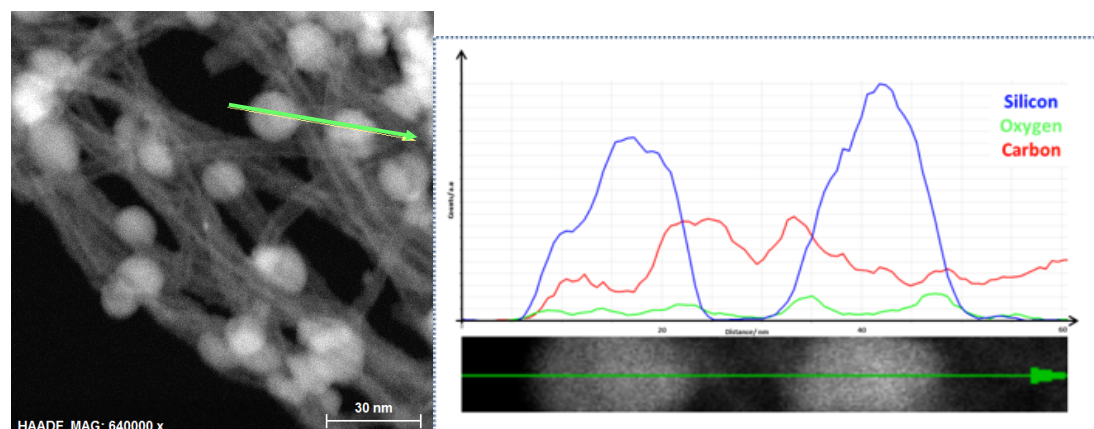 30 nm
HAADF MAG: 640000 x
Silicon
Oxygen
Carbon
Counts/a.u
20
40
60
Distance/ nm